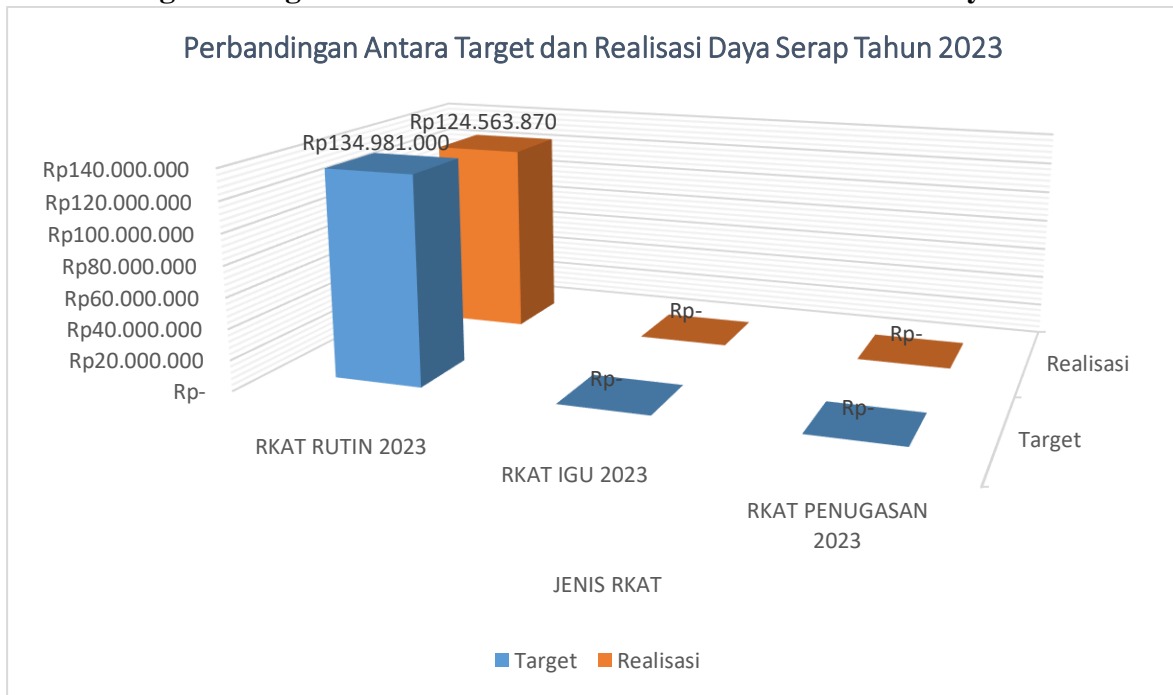 Perbandingan Antara Target dan Realisasi Daya Serap Tahun 2023
Rp124.563.870
Rp134.981.000
Rp140.000.000
Rp120.000.000
Rp100.000.000
Rp80.000.000
Rp60.000.000
Rp40.000.000
Rp20.000.000
Rp-
Rp-
Rp-
Rp-
Rp-
Realisasi
Target
RKAT RUTIN 2023
RKAT IGU 2023
RKAT PENUGASAN
2023
JENIS RKAT
Target
Realisasi